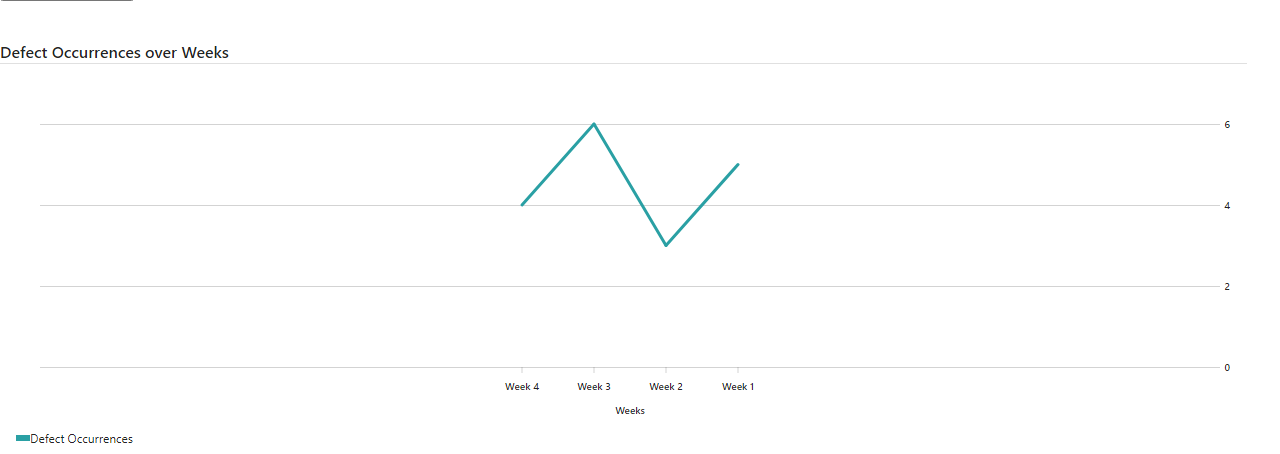 Defect Occurrences over Weeks
6
4
2
0
Week 4 Week 3 Week 2 Week 1
Weeks
Defect Occurrences